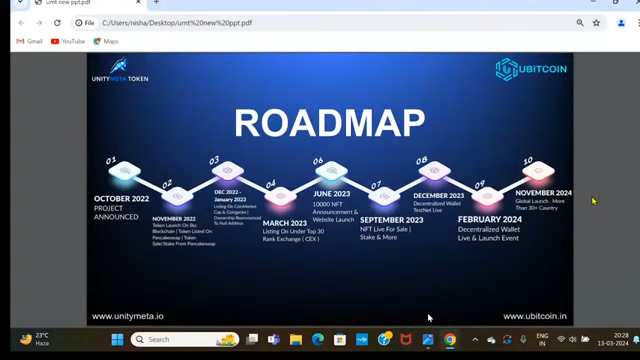 umt new ppt.pdf
File
C:/Users/nisha/Desktop/umt%20new%20ppt.pdf
Gmail
YouTube
Maps
UNITYMETA TOKEN
UBITCOIN
ROADMAP
01
OCTOBER 2022
PROJECT
ANNOUNCED
02
NOVEMBER 2022
Token Launch On
Blockchain | Token Listed On
Pancakeswap | Token
Sale/Stake From Pancakeswap
03
DEC 2022 -
January 2023
Listing On CoinMarket
Cap & Coingecko |
Ownership Renounced
To Null Address
04
MARCH 2023
Listing On Under Top 30
Rank Exchange ( CEX )
06
JUNE 2023
10000 NFT
Announcement &
Website Launch
07
SEPTEMBER 2023
NFT Live For Sale |
Stake & More
08
DECEMBER 2023
Decentralized Wallet
TestNet Live
09
FEBRUARY 2024
Decentralized Wallet
Live & Launch Event
10
NOVEMBER 2024
Global Launch , More
Than 30+ Country
www.unitymeta.io
www.ubitcoin.in
23°C
Haze
Search
ENG
IN
20:28
13-03-2024